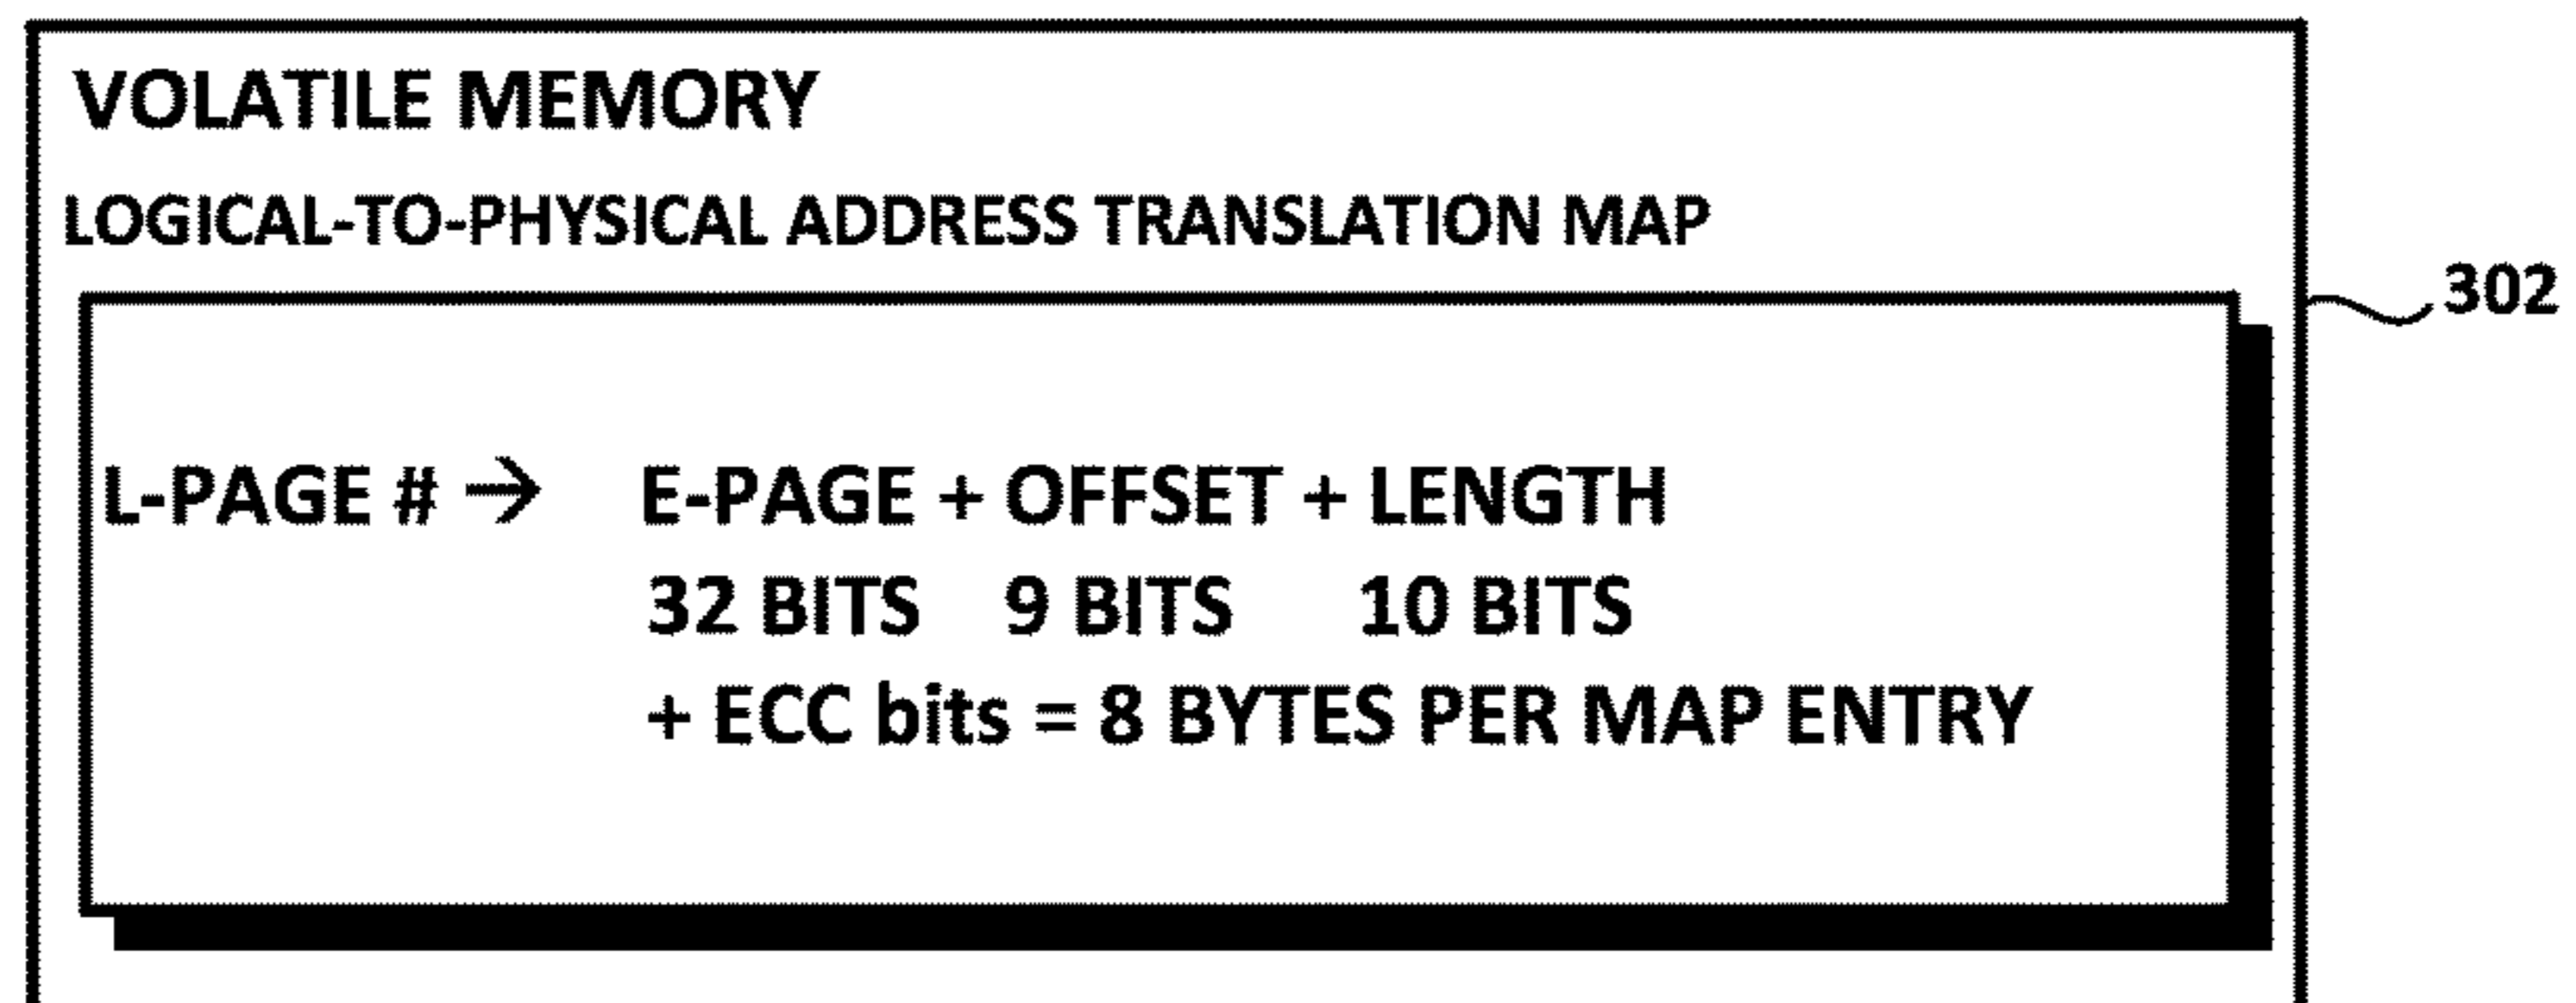 VOLATILE MEMORY
LOGICAL-TO-PHYSICAL ADDRESS TRANSLATION MAP
302
L-PAGE # → E-PAGE + OFFSET + LENGTH
32 BITS 9 BITS 10 BITS
+ ECC bits = 8 BYTES PER MAP ENTRY